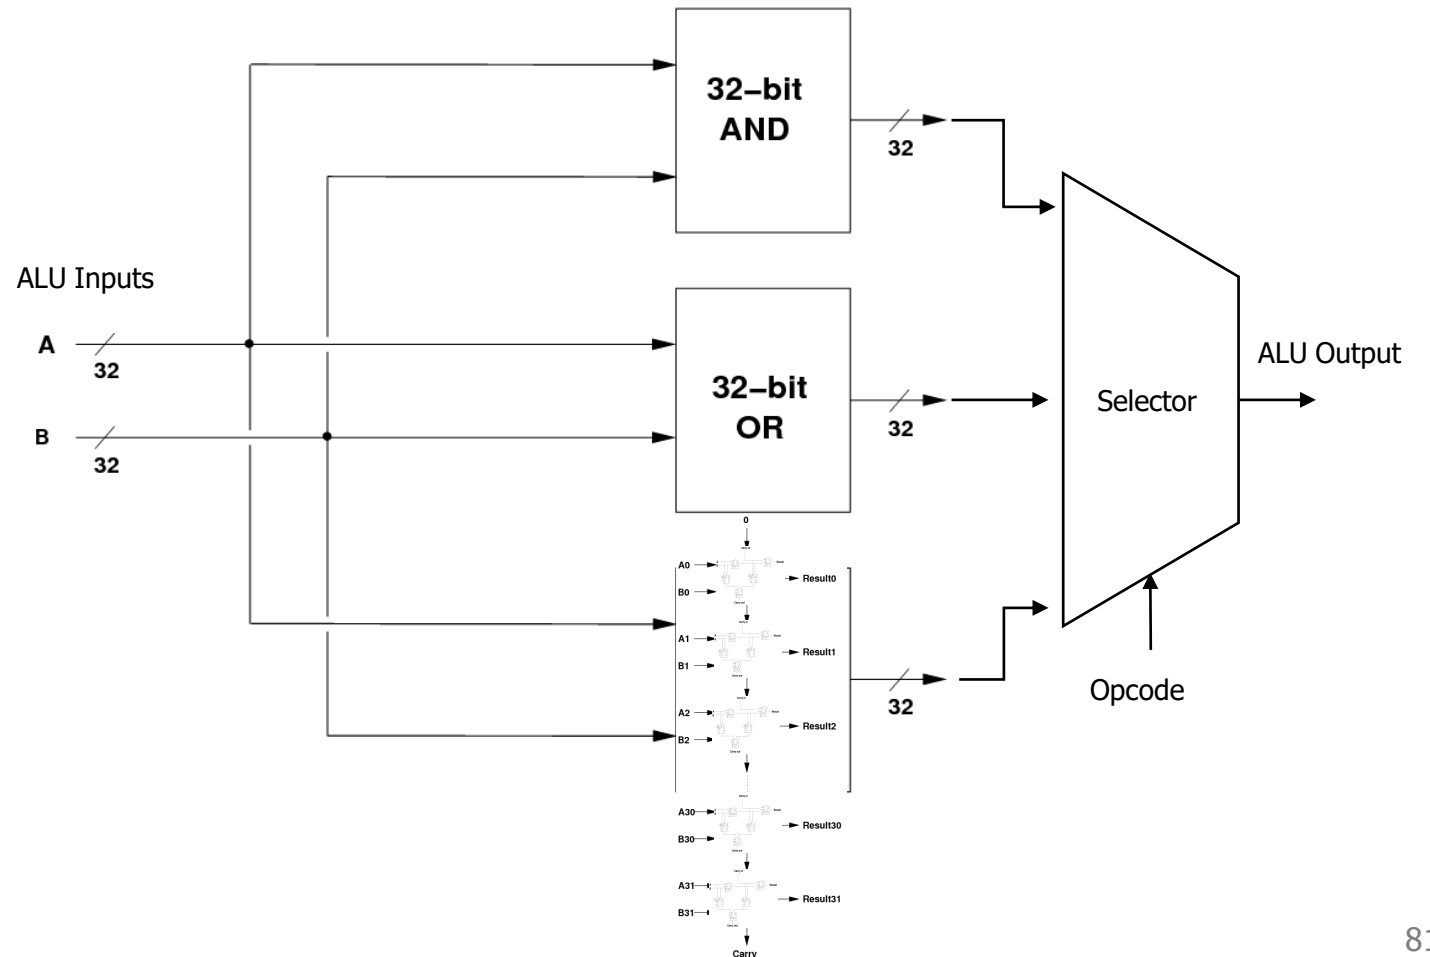 32–bit
AND
32
ALU Inputs
A
32
B
32
32–bit
OR
32
Selector
ALU Output
Opcode
0
A0
B0
Result0
A1
B1
Result1
A2
B2
Result2
32
A30
B30
Result30
A31
B31
Result31
Carry